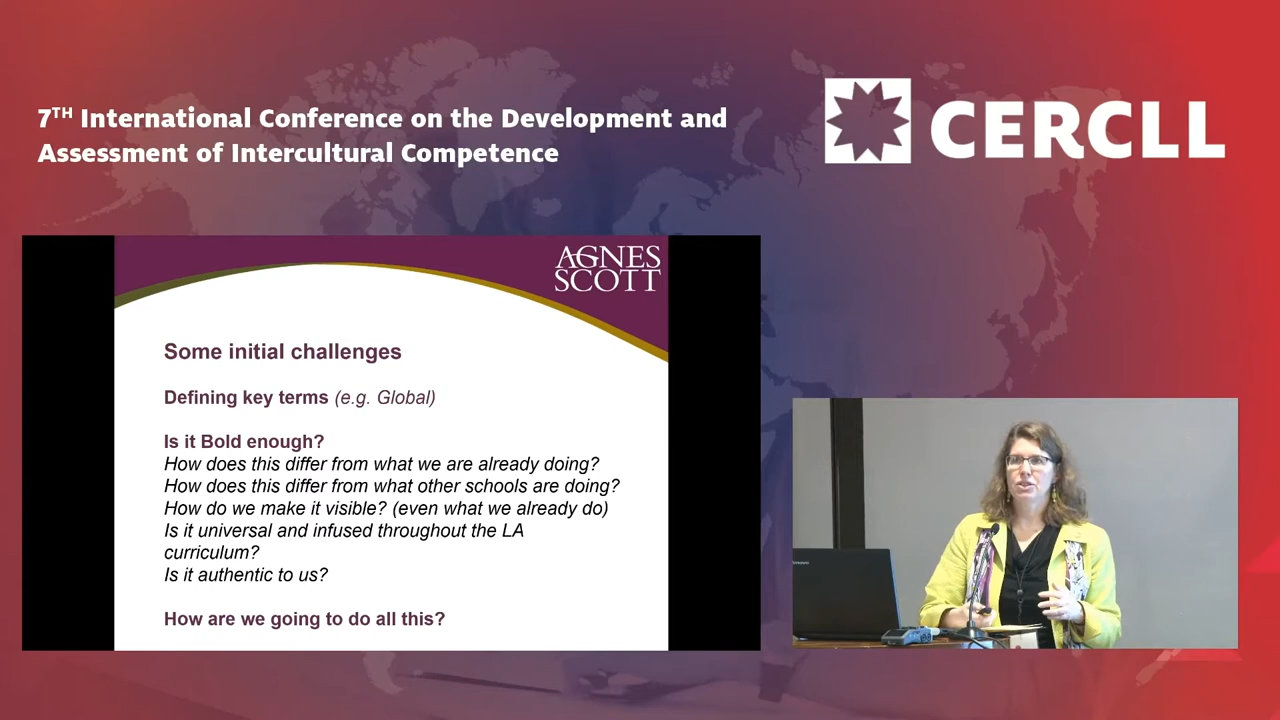 7TH International Conference on the Development and
Assessment of Intercultural Competence
CERCLL
AGNES
SCOTT
Some initial challenges
Defining key terms (e.g. Global)
Is it Bold enough?
How does this differ from what we are already doing?
How does this differ from what other schools are doing?
How do we make it visible? (even what we already do)
Is it universal and infused throughout the LA
curriculum?
Is it authentic to us?
How are we going to do all this?